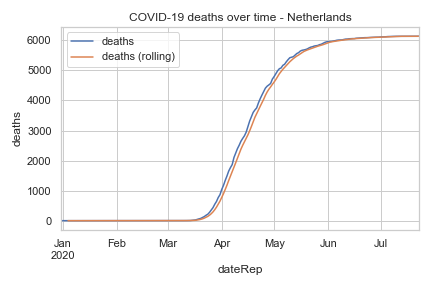 COVID-19 deaths over time - Netherlands
deaths
deaths (rolling)
6000
5000
4000
3000
2000
1000
0
deaths
Jan Feb Mar Apr May Jun Jul
2020
dateRep